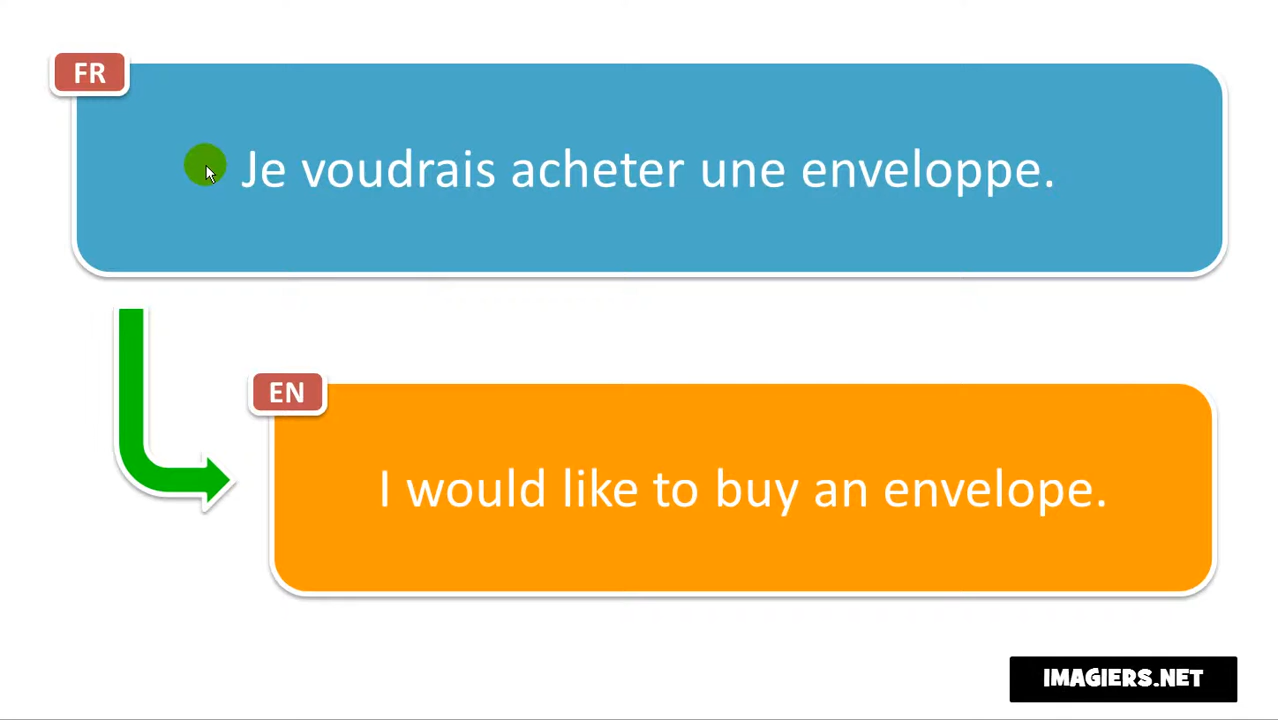 FR
Je voudrais acheter une enveloppe.
EN
I would like to buy an envelope.
IMAGIERS.NET